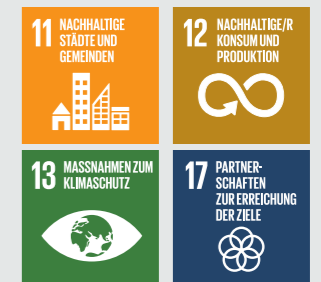 11 NACHHALTIGE
STÄDTE UND
GEMEINDEN
12 NACHHALTIGE/R
KONSUM UND
PRODUKTION
13 MASSNAHMEN ZUM
KLIMASCHUTZ
17 PARTNER-
SCHAFTEN
ZUR ERREICHUNG
DER ZIELE